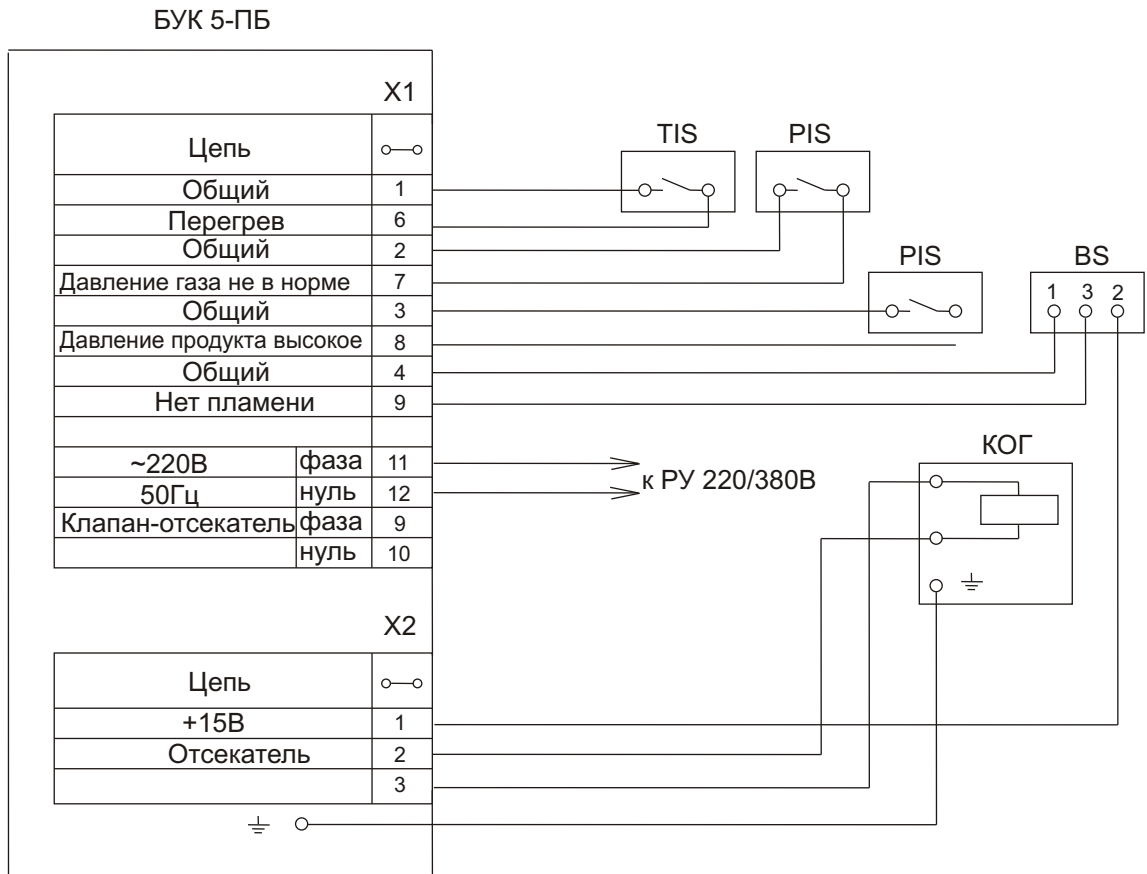 БУК 5-ПБ
X1
Цепь
Общий 1
Перегрев 6
Общий 2
Давление газа не в норме 7
Общий 3
Давление продукта высокое 8
Общий 4
Нет пламени 9
~220В фаза 11
50Гц нуль 12
Клапан-отсекатель фаза 9
нуль 10
TIS
PIS
PIS
BS
1 3 2
к РУ 220/380В
КОГ
X2
Цепь
+15В 1
Отсекатель 2
3